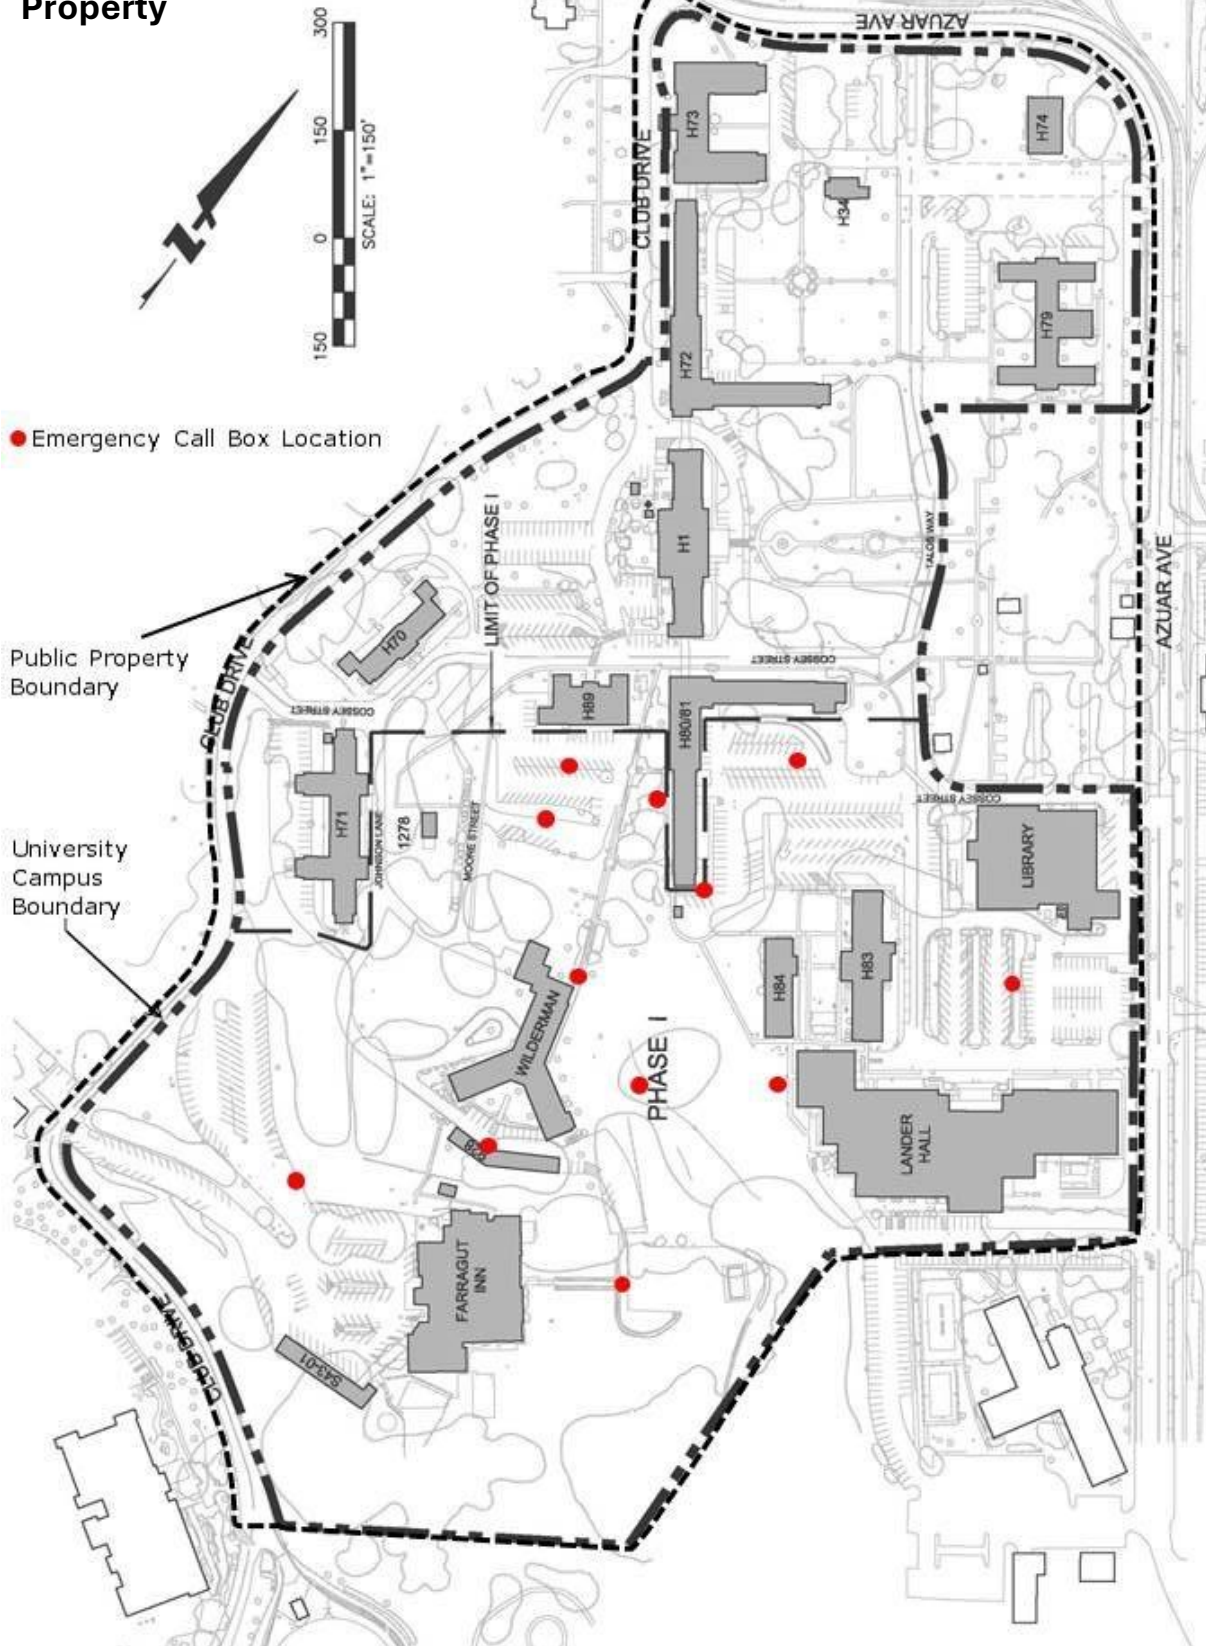 Property
AZUAR AVE
300
150
0
150
SCALE: 1"=150'
N
CLUB DRIVE
H73
H74
H34
H79
H72
Emergency Call Box Location
LIMIT OF PHASE I
H1
TALOS WAY
AZUAR AVE
H70
Public Property
Boundary
CLUB DRIVE
COSSEY STREET
COSSEY STREET
H89
H80/81
COSSEY STREET
H71
JOHNSON LANE
1278
MOORE STREET
LIBRARY
University
Campus
Boundary
H84
H83
WILDERMAN
PHASE I
LANDER
HALL
FARRAGUT
INN
S43-01
CLUB DRIVE